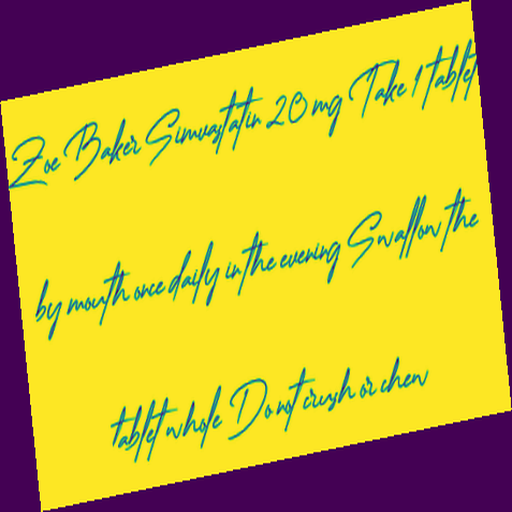 Zoe Baker Simvastatin 20 mg Take 1 tablet
by mouth once daily in the evening Swallow the
tablet whole Do not crush or chew